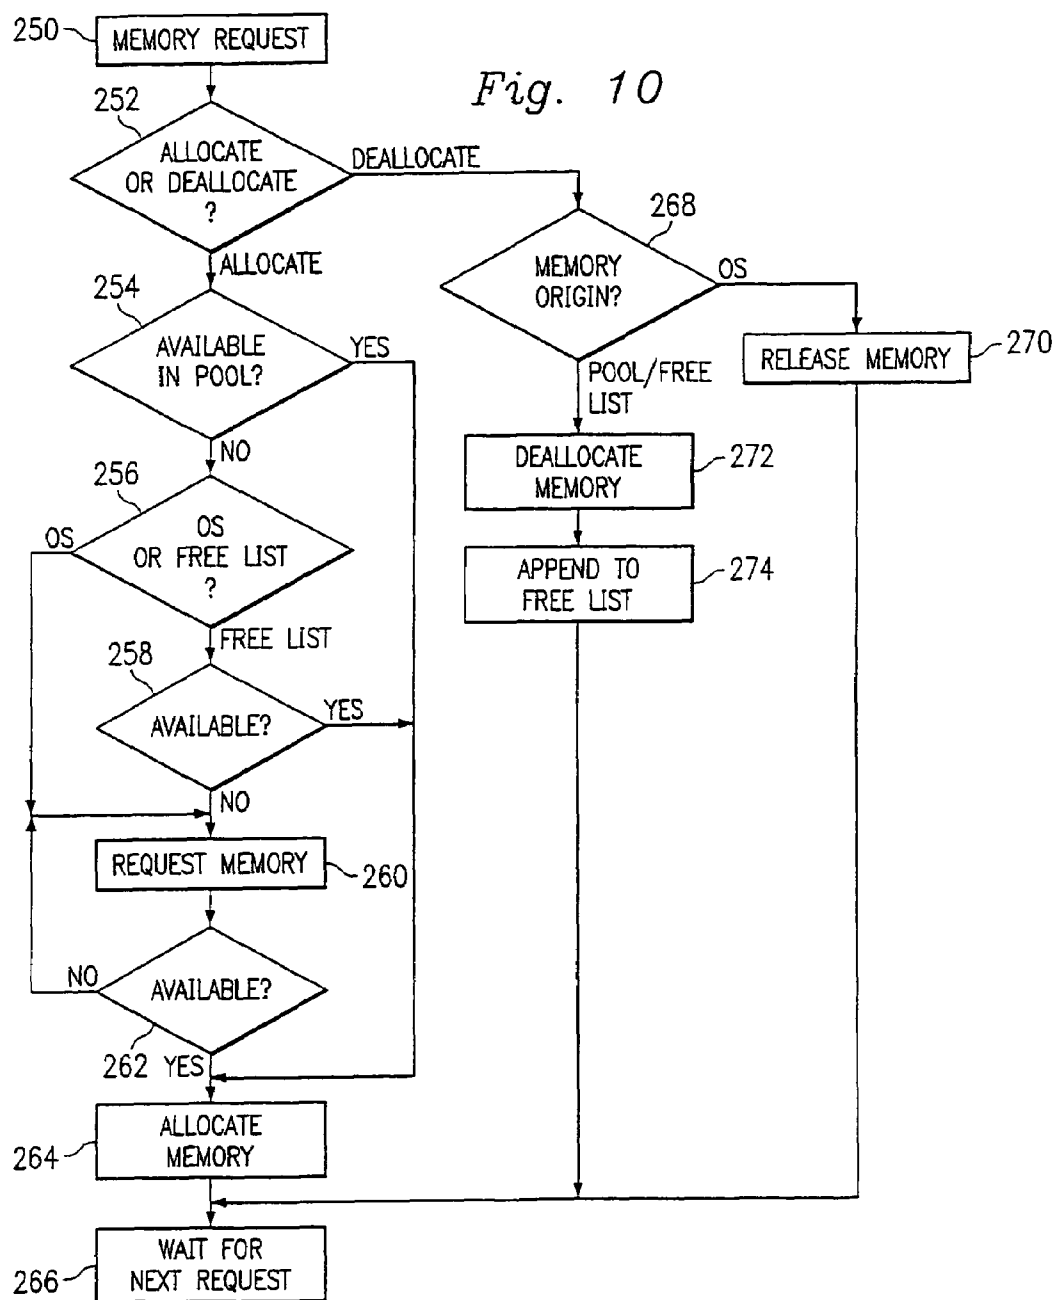 250
MEMORY REQUEST
Fig. 10
252
ALLOCATE
OR DEALLOCATE
?
DEALLOCATE
ALLOCATE
268
MEMORY
ORIGIN?
OS
RELEASE MEMORY
270
POOL/FREE
LIST
254
AVAILABLE
IN POOL?
YES
NO
DEALLOCATE
MEMORY
272
256
OS
OS
OR FREE LIST
?
APPEND TO
FREE LIST
274
FREE LIST
258
AVAILABLE?
YES
NO
REQUEST MEMORY
260
NO
AVAILABLE?
262
YES
264
ALLOCATE
MEMORY
266
WAIT FOR
NEXT REQUEST